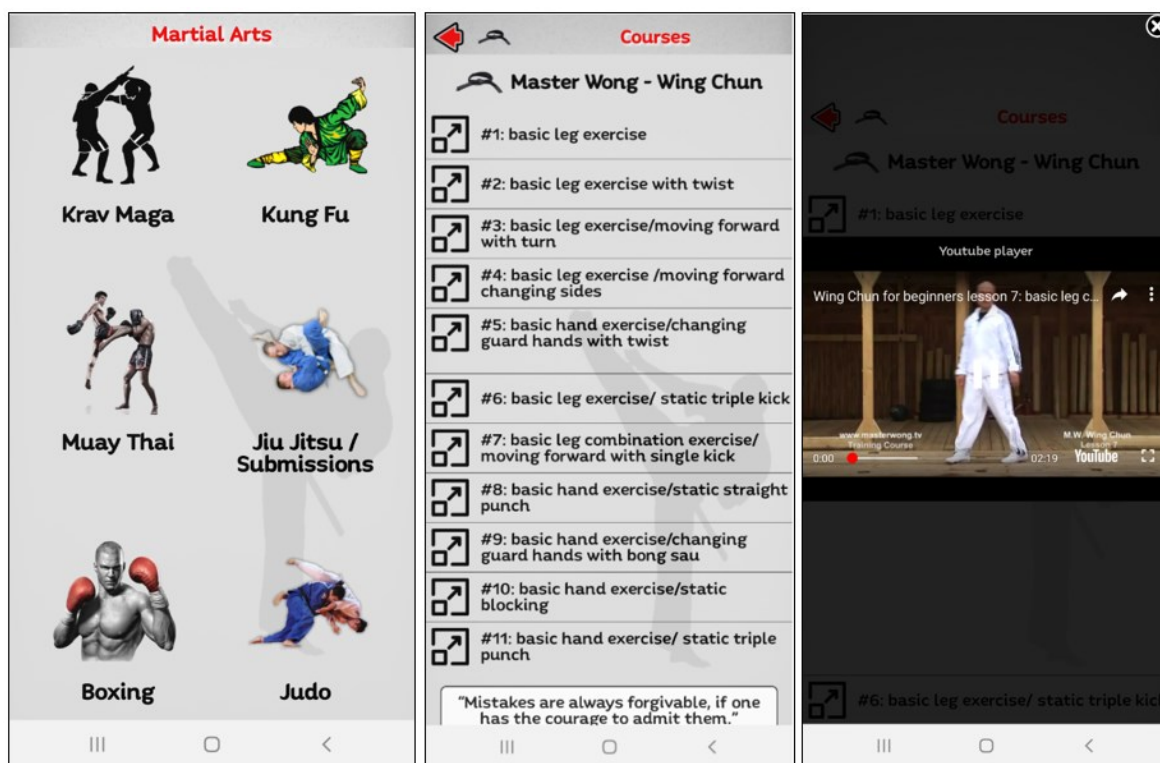 Martial Arts
Krav Maga
Kung Fu
Muay Thai
Jiu Jitsu /
Submissions
Boxing
Judo
Courses
Master Wong - Wing Chun
#1: basic leg exercise
#2: basic leg exercise with twist
#3: basic leg exercise/moving forward
with turn
#4: basic leg exercise /moving forward
changing sides
#5: basic hand exercise/changing
guard hands with twist
#6: basic leg exercise/ static triple kick
#7: basic leg combination exercise/
moving forward with single kick
#8: basic hand exercise/static straight
punch
#9: basic hand exercise/changing
guard hands with bong sau
#10: basic hand exercise/static
blocking
#11: basic hand exercise/ static triple
punch
"Mistakes are always forgivable, if one
has the courage to admit them."
Courses
Master Wong - Wing Chun
#1: basic leg exercise
Youtube player
Wing Chun for beginners lesson 7: basic leg c...
www.masterwong.tv
Training Course
M.W. Wing Chun
Lesson 7
0:00
02:19
YouTube
#6: basic leg exercise/ static triple kick